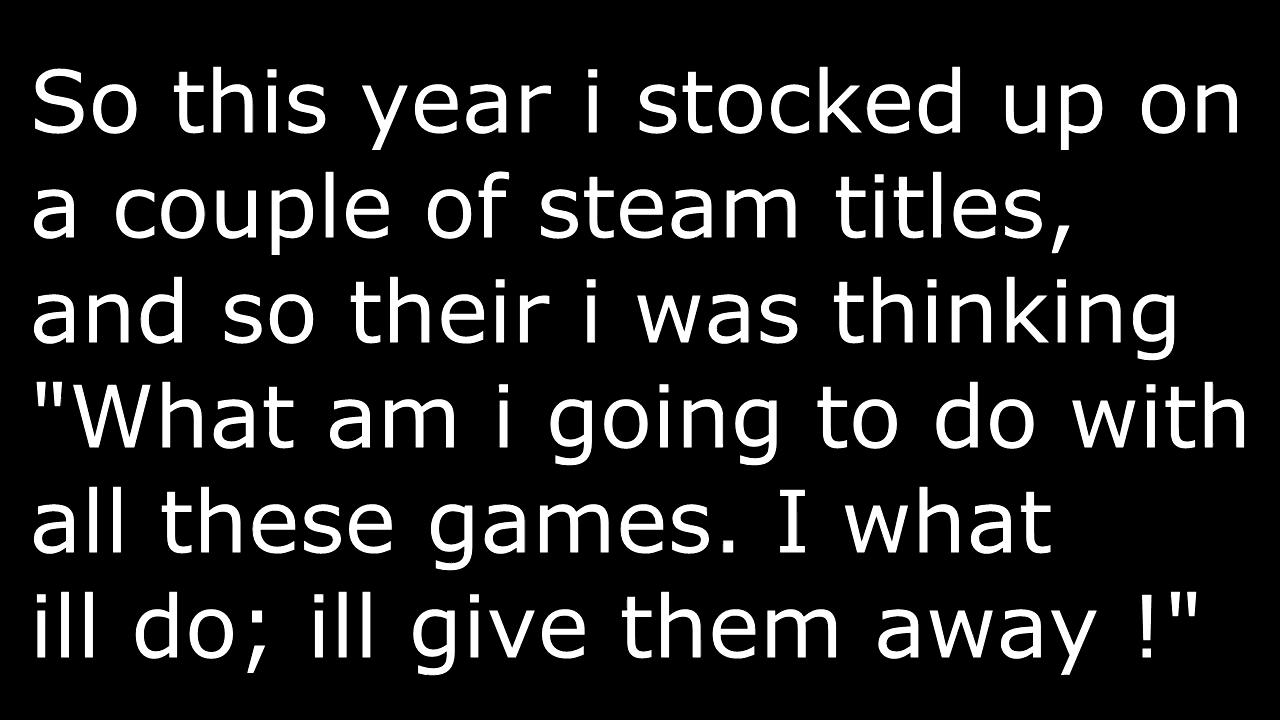 So this year i stocked up on
a couple of steam titles,
and so their i was thinking
"What am i going to do with
all these games. I what
ill do; ill give them away !"